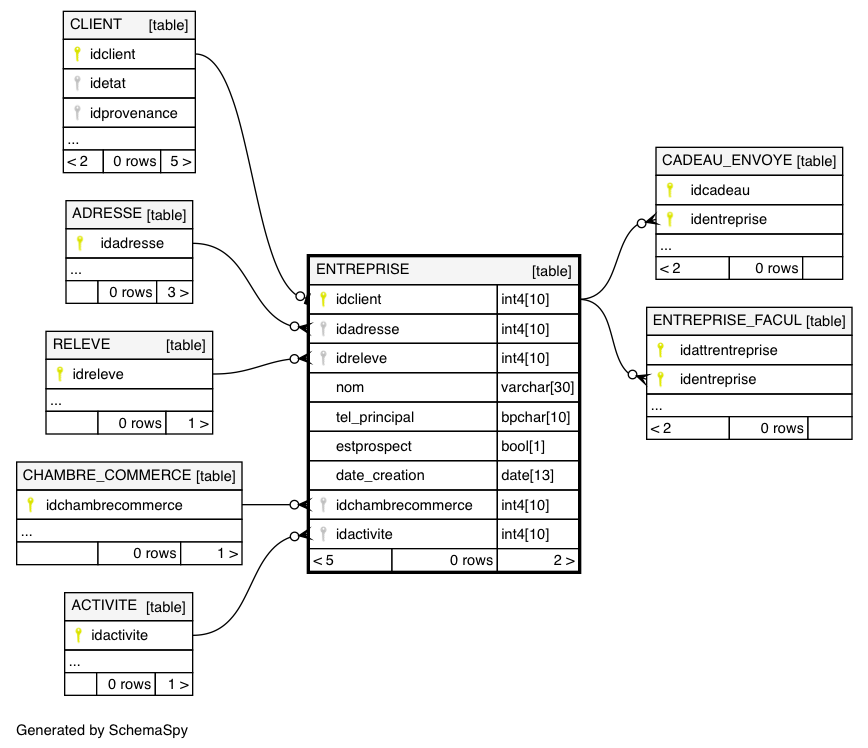 CLIENT [table]
idclient
idetat
idprovenance
...
< 2 0 rows 5 >
ADRESSE [table]
idadresse
...
0 rows 3 >
RELEVE [table]
idreleve
...
0 rows 1 >
CHAMBRE_COMMERCE [table]
idchambrecommerce
...
0 rows 1 >
ACTIVITE [table]
idactivite
...
0 rows 1 >
ENTREPRISE [table]
idclient int4[10]
idadresse int4[10]
idreleve int4[10]
nom varchar[30]
tel_principal bpchar[10]
estprospect bool[1]
date_creation date[13]
idchambrecommerce int4[10]
idactivite int4[10]
< 5 0 rows 2 >
CADEAU_ENVOYE [table]
idcadeau
identreprise
...
< 2 0 rows
ENTREPRISE_FACUL [table]
idattrentreprise
identreprise
...
< 2 0 rows
Generated by SchemaSpy